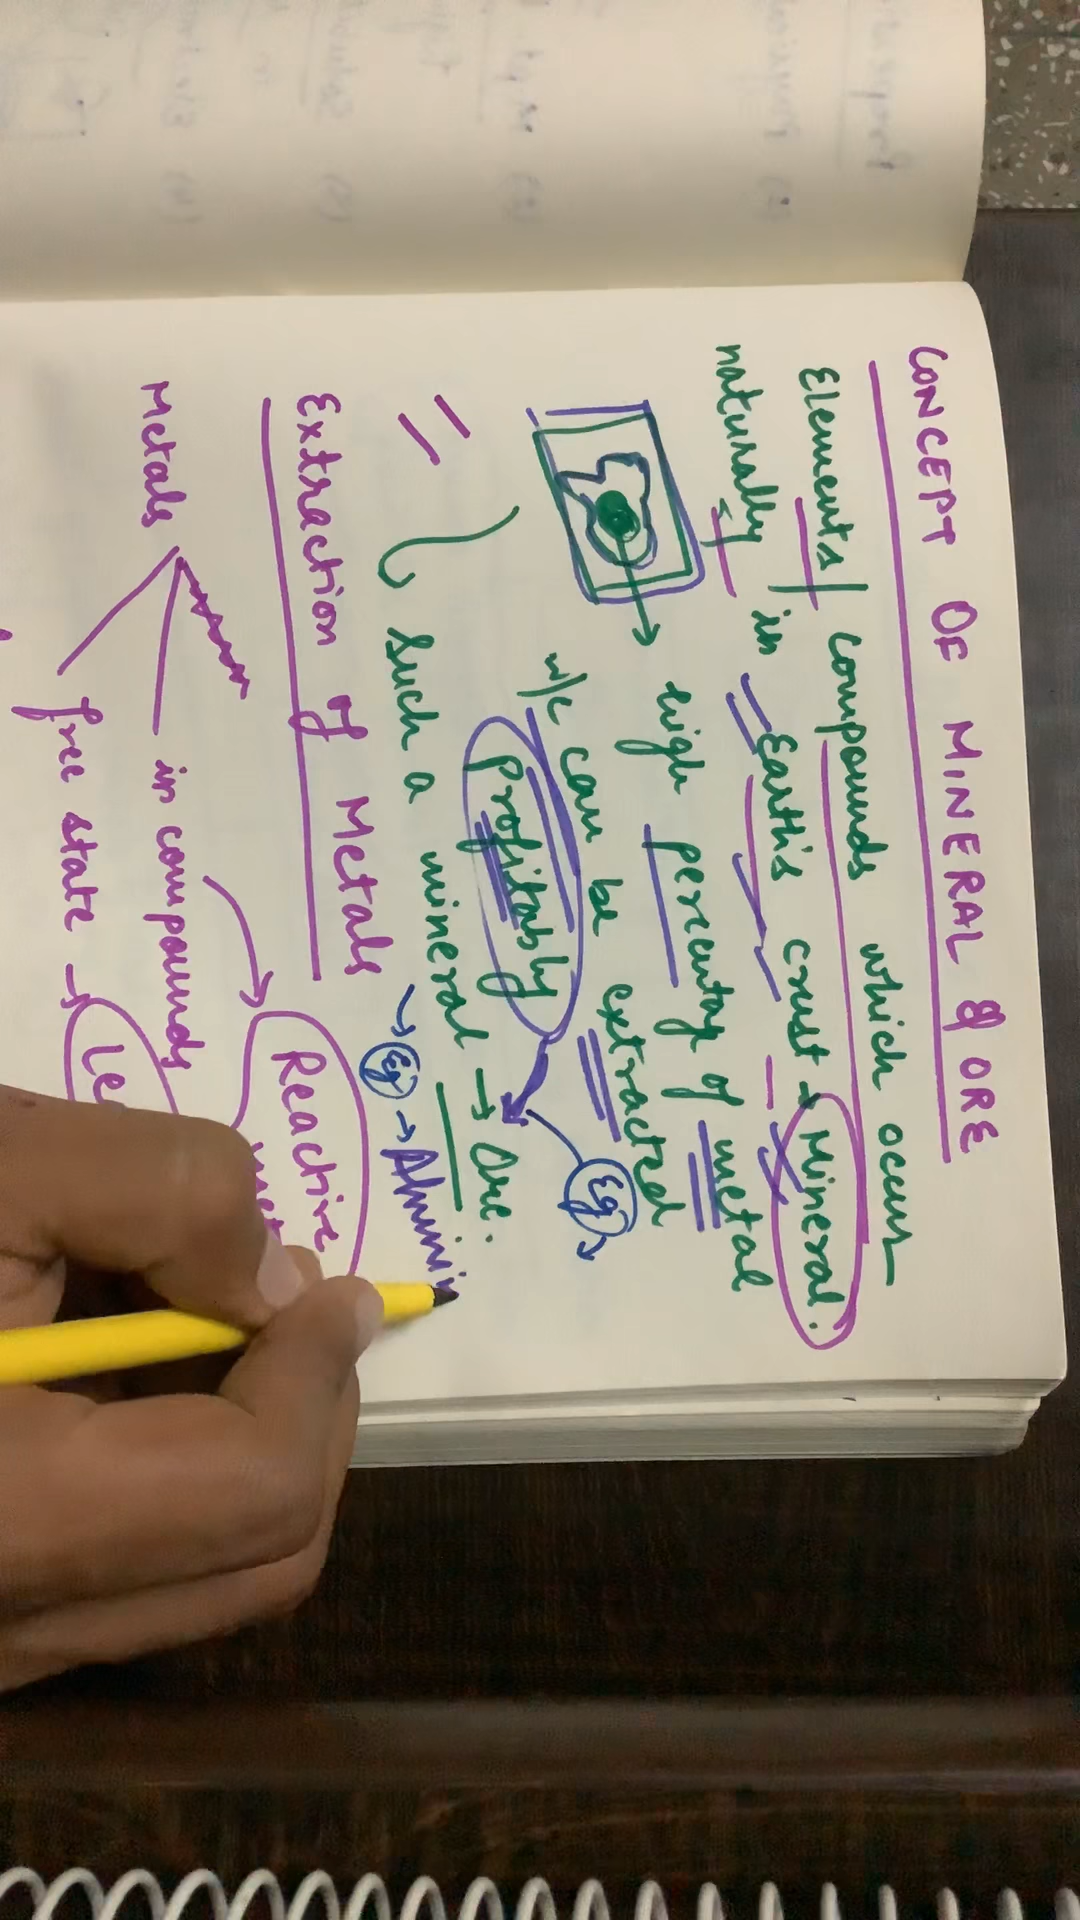 CONCEPT OF MINERAL & ORE
Elements/ compounds which occur
naturally in Earth's crust → Mineral.
high percentage of metal
w/c can be extracted
profitably
Eg →
Such a mineral → Ore.
Extraction of Metals
→ Eg → Alumi
Metals
in compounds
Reactive
free state →